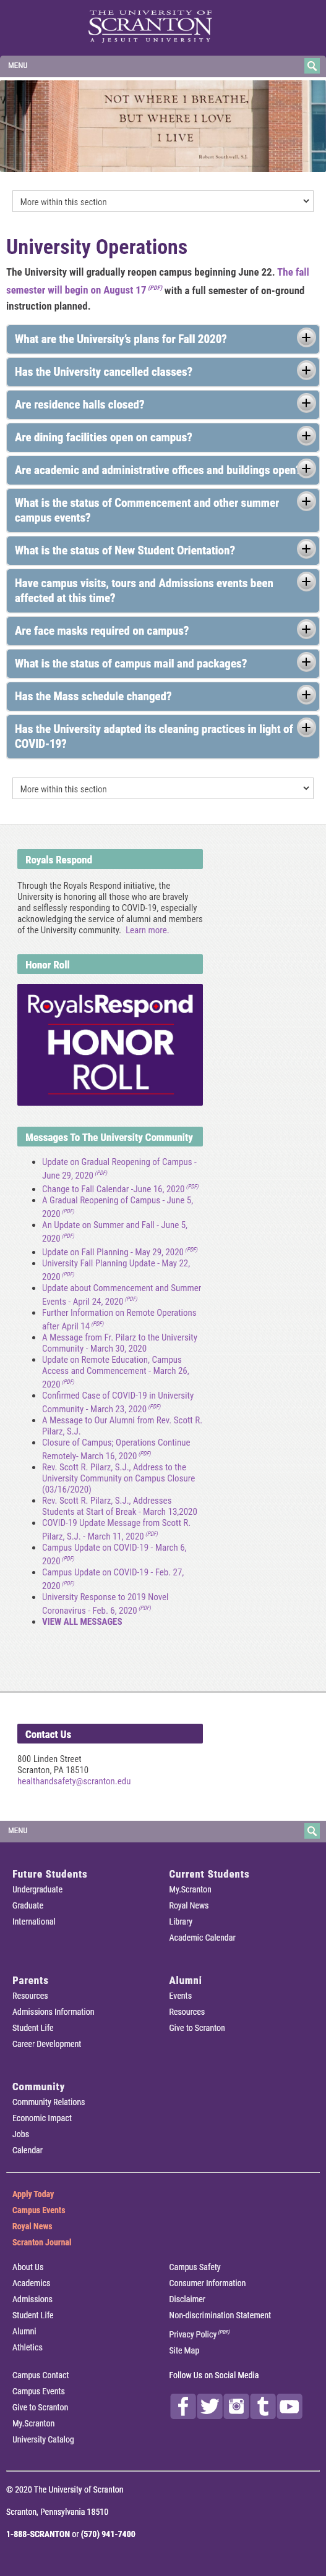 THE UNIVERSITY OF
SCRANTON
A JESUIT UNIVERSITY
MENU
NOT WHERE I BREATHE,
BUT WHERE I LOVE
I LIVE
Robert Southwell, S.J.
More within this section
University Operations
The University will gradually reopen campus beginning June 22. The fall
semester will begin on August 17 (PDF) with a full semester of on-ground
instruction planned.
What are the University’s plans for Fall 2020?
Has the University cancelled classes?
Are residence halls closed?
Are dining facilities open on campus?
Are academic and administrative offices and buildings open?
What is the status of Commencement and other summer
campus events?
What is the status of New Student Orientation?
Have campus visits, tours and Admissions events been
affected at this time?
Are face masks required on campus?
What is the status of campus mail and packages?
Has the Mass schedule changed?
Has the University adapted its cleaning practices in light of
COVID-19?
More within this section
Royals Respond
Through the Royals Respond initiative, the
University is honoring all those who are bravely
and selflessly responding to COVID-19, especially
acknowledging the service of alumni and members
of the University community. Learn more.
Honor Roll
RoyalsRespond
HONOR
ROLL
Messages To The University Community
Update on Gradual Reopening of Campus -
June 29, 2020 (PDF)
Change to Fall Calendar -June 16, 2020 (PDF)
A Gradual Reopening of Campus - June 5,
2020 (PDF)
An Update on Summer and Fall - June 5,
2020 (PDF)
Update on Fall Planning - May 29, 2020 (PDF)
University Fall Planning Update - May 22,
2020 (PDF)
Update about Commencement and Summer
Events - April 24, 2020 (PDF)
Further Information on Remote Operations
after April 14 (PDF)
A Message from Fr. Pilarz to the University
Community - March 30, 2020
Update on Remote Education, Campus
Access and Commencement - March 26,
2020 (PDF)
Confirmed Case of COVID-19 in University
Community - March 23, 2020 (PDF)
A Message to Our Alumni from Rev. Scott R.
Pilarz, S.J.
Closure of Campus; Operations Continue
Remotely- March 16, 2020 (PDF)
Rev. Scott R. Pilarz, S.J., Address to the
University Community on Campus Closure
(03/16/2020)
Rev. Scott R. Pilarz, S.J., Addresses
Students at Start of Break - March 13,2020
COVID-19 Update Message from Scott R.
Pilarz, S.J. - March 11, 2020 (PDF)
Campus Update on COVID-19 - March 6,
2020 (PDF)
Campus Update on COVID-19 - Feb. 27,
2020 (PDF)
University Response to 2019 Novel
Coronavirus - Feb. 6, 2020 (PDF)
VIEW ALL MESSAGES
Contact Us
800 Linden Street
Scranton, PA 18510
healthandsafety@scranton.edu
MENU
Future Students
Undergraduate
Graduate
International
Current Students
My.Scranton
Royal News
Library
Academic Calendar
Parents
Resources
Admissions Information
Student Life
Career Development
Alumni
Events
Resources
Give to Scranton
Community
Community Relations
Economic Impact
Jobs
Calendar
Apply Today
Campus Events
Royal News
Scranton Journal
About Us
Academics
Admissions
Student Life
Alumni
Athletics
Campus Safety
Consumer Information
Disclaimer
Non-discrimination Statement
Privacy Policy (PDF)
Site Map
Campus Contact
Campus Events
Give to Scranton
My.Scranton
University Catalog
Follow Us on Social Media
© 2020 The University of Scranton
Scranton, Pennsylvania 18510
1-888-SCRANTON or (570) 941-7400